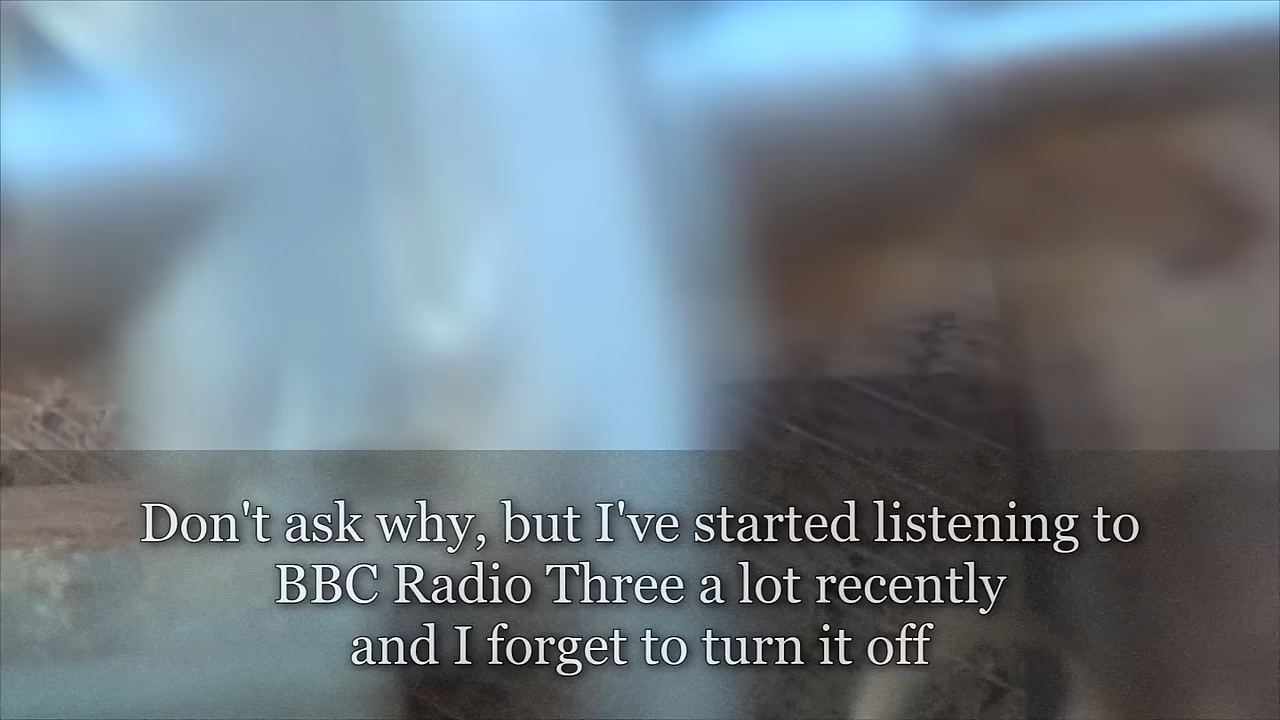 Don't ask why, but I've started listening to
BBC Radio Three a lot recently
and I forget to turn it off